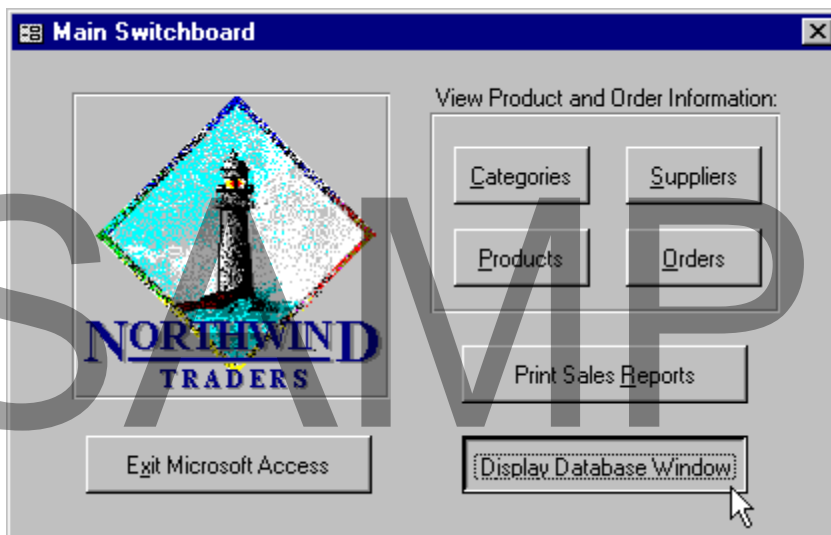 Main Switchboard
View Product and Order Information:
Categories
Suppliers
Products
Orders
NORTHWIND
TRADERS
Print Sales Reports
Exit Microsoft Access
Display Database Window
SAMP